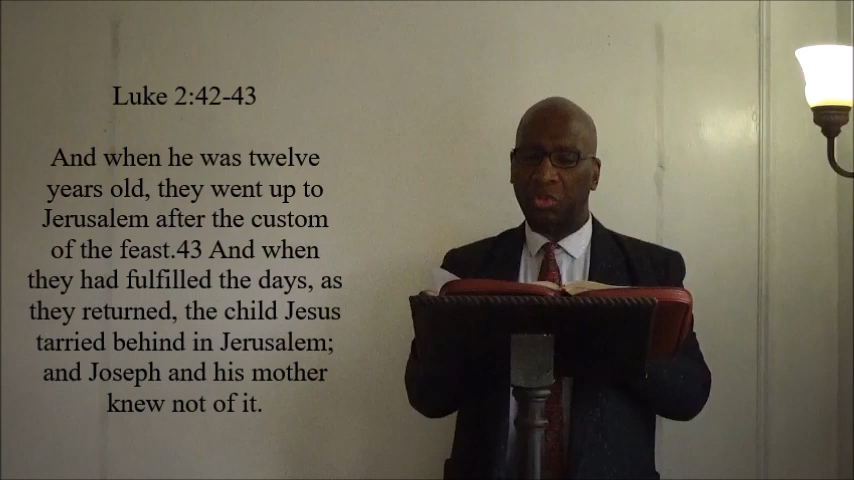 Luke 2:42-43
And when he was twelve
years old, they went up to
Jerusalem after the custom
of the feast.43 And when
they had fulfilled the days, as
they returned, the child Jesus
tarried behind in Jerusalem;
and Joseph and his mother
knew not of it.